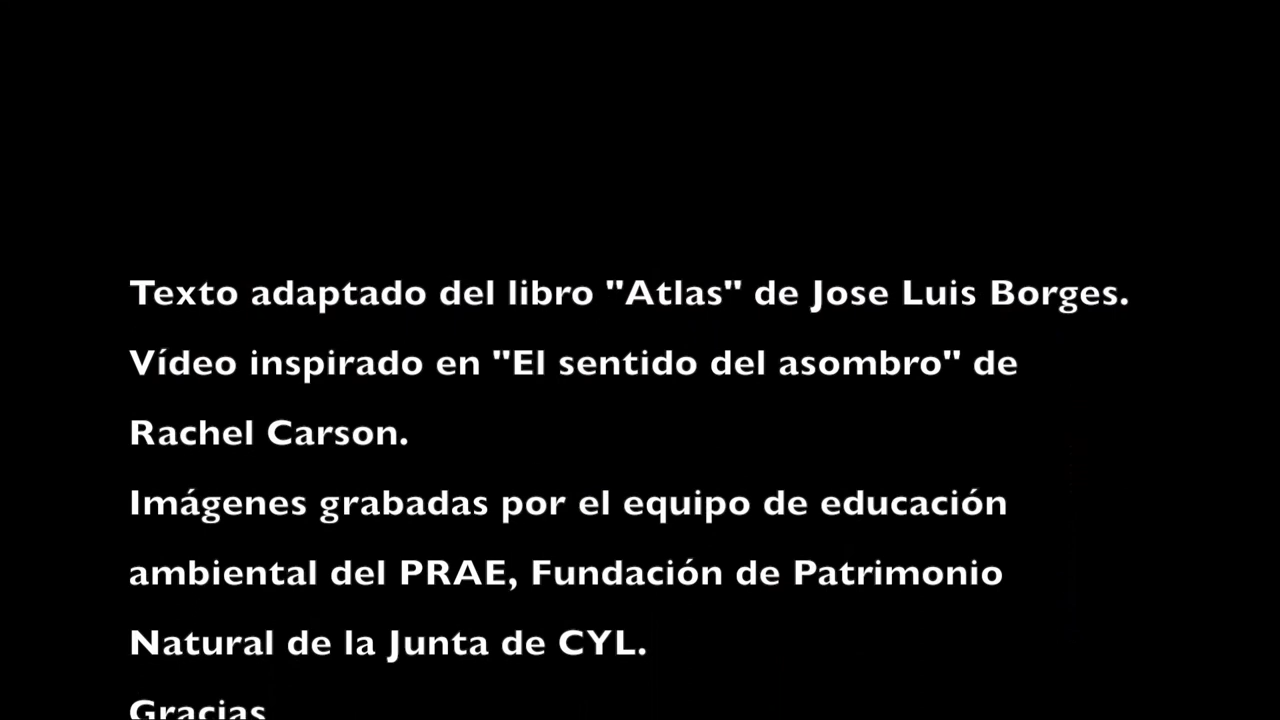 Texto adaptado del libro "Atlas" de Jose Luis Borges.
Vídeo inspirado en "El sentido del asombro" de
Rachel Carson.
Imágenes grabadas por el equipo de educación
ambiental del PRAE, Fundación de Patrimonio
Natural de la Junta de CYL.
Gracias